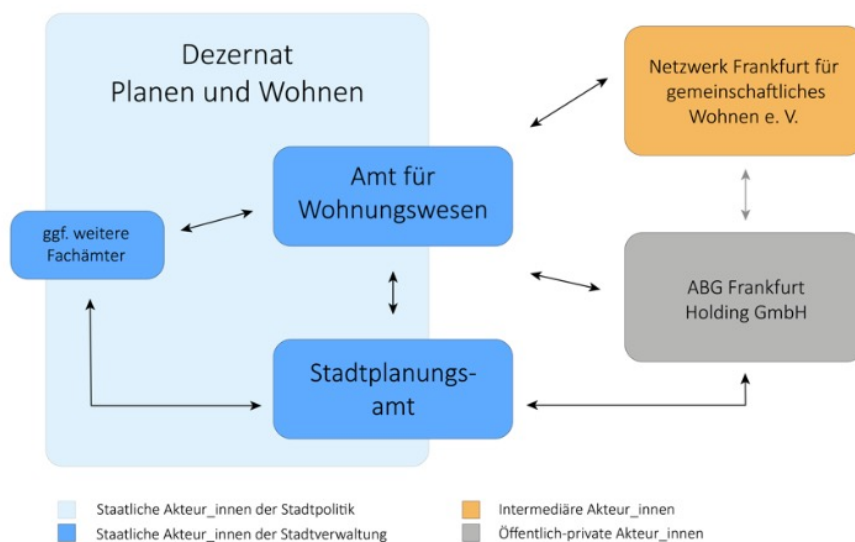 Dezernat
Planen und Wohnen
Netzwerk Frankfurt für
gemeinschaftliches
Wohnen e. V.
Amt für
Wohnungswesen
ggf. weitere
Fachämter
ABG Frankfurt
Holding GmbH
Stadtplanungs-
amt
Staatliche Akteur_innen der Stadtpolitik
Staatliche Akteur_innen der Stadtverwaltung
Intermediäre Akteur_innen
Öffentlich-private Akteur_innen